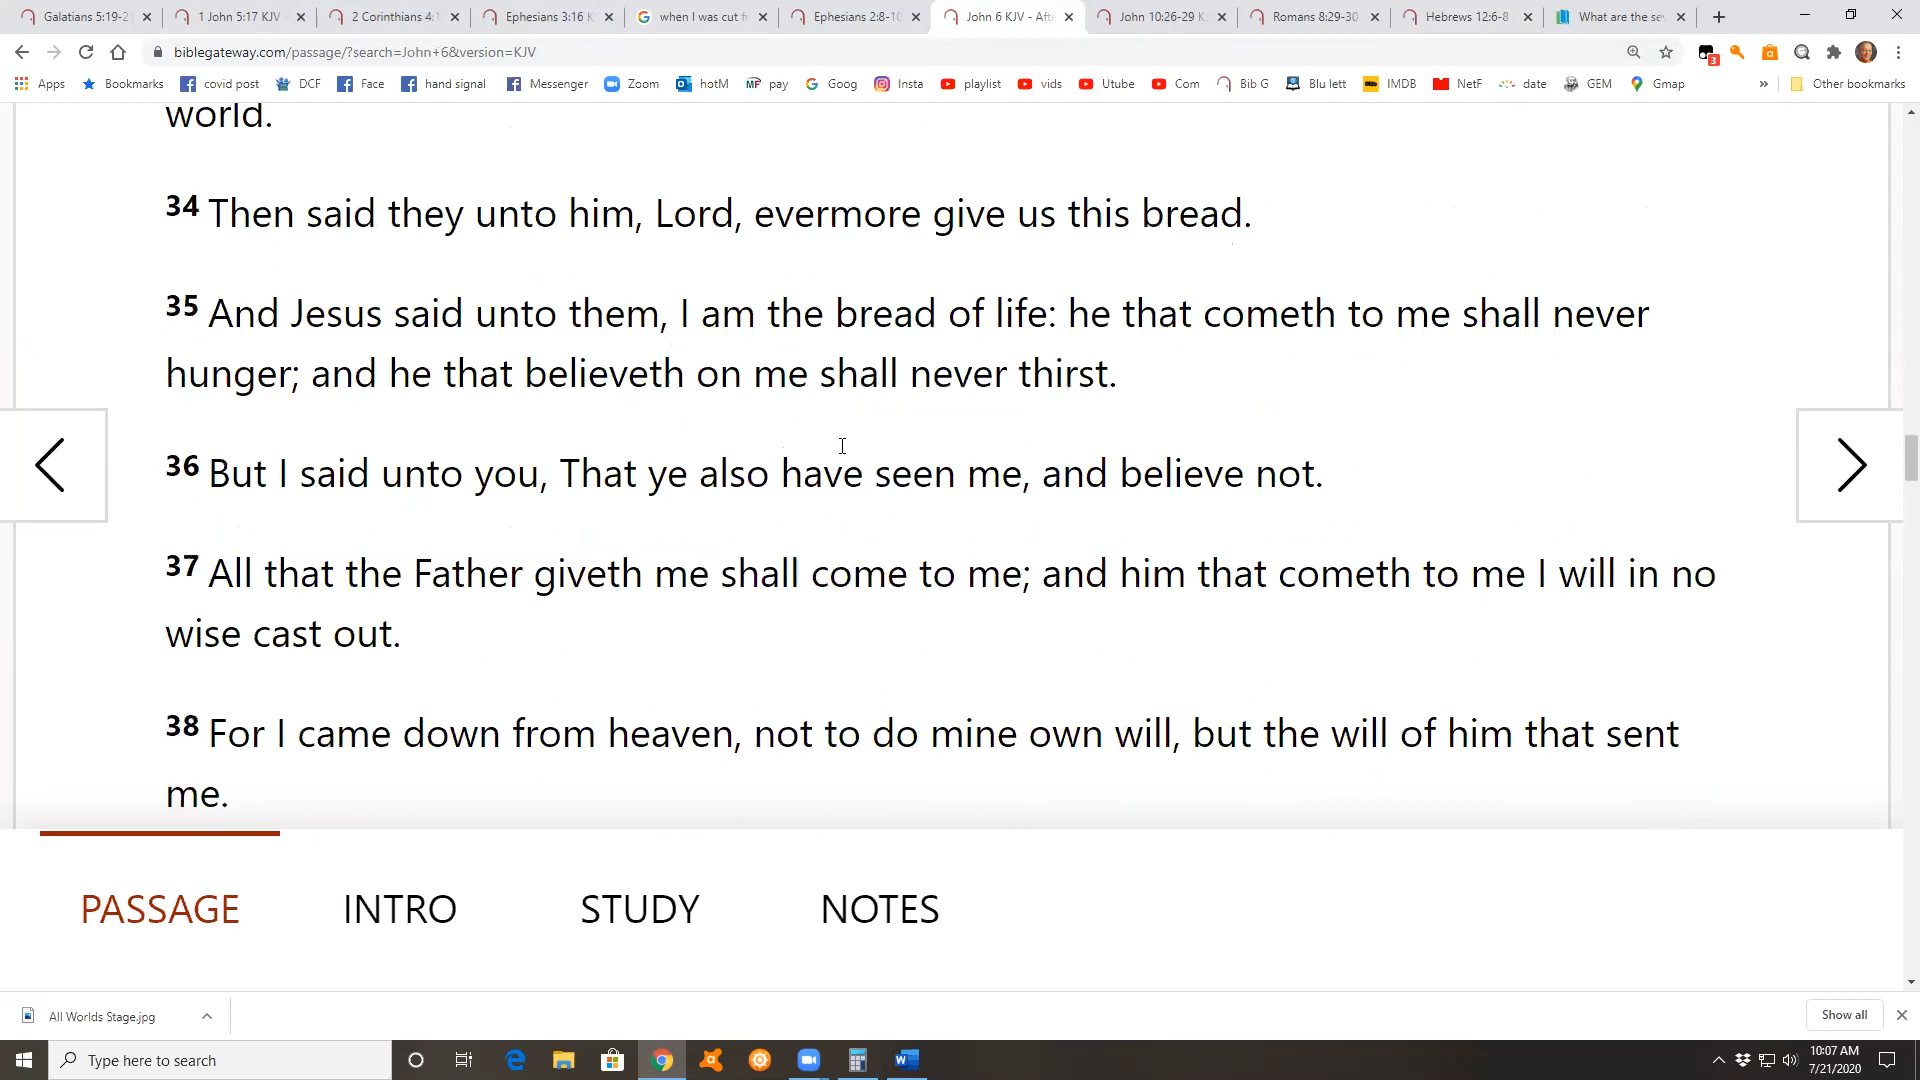 Galatians 5:19-2
1 John 5:17 KJV -
2 Corinthians 4:1
Ephesians 3:16 K
when I was cut f
Ephesians 2:8-10
John 6 KJV - Afte
John 10:26-29 K
Romans 8:29-30
Hebrews 12:6-8
What are the se
biblegateway.com/passage/?search=John+6&version=KJV
3
Apps
Bookmarks
covid post
DCF
Face
hand signal
Messenger
Zoom
hotM
MF pay
Goog
Insta
playlist
vids
Utube
Com
Bib G
Blu lett
IMDB
NetF
date
GEM
Gmap
»
Other bookmarks
world.
34 Then said they unto him, Lord, evermore give us this bread.
35 And Jesus said unto them, I am the bread of life: he that cometh to me shall never
hunger; and he that believeth on me shall never thirst.
36 But I said unto you, That ye also have seen me, and believe not.
37 All that the Father giveth me shall come to me; and him that cometh to me I will in no
wise cast out.
38 For I came down from heaven, not to do mine own will, but the will of him that sent
me.
PASSAGE
INTRO
STUDY
NOTES
All Worlds Stage.jpg
Show all
Type here to search
10:07 AM
7/21/2020